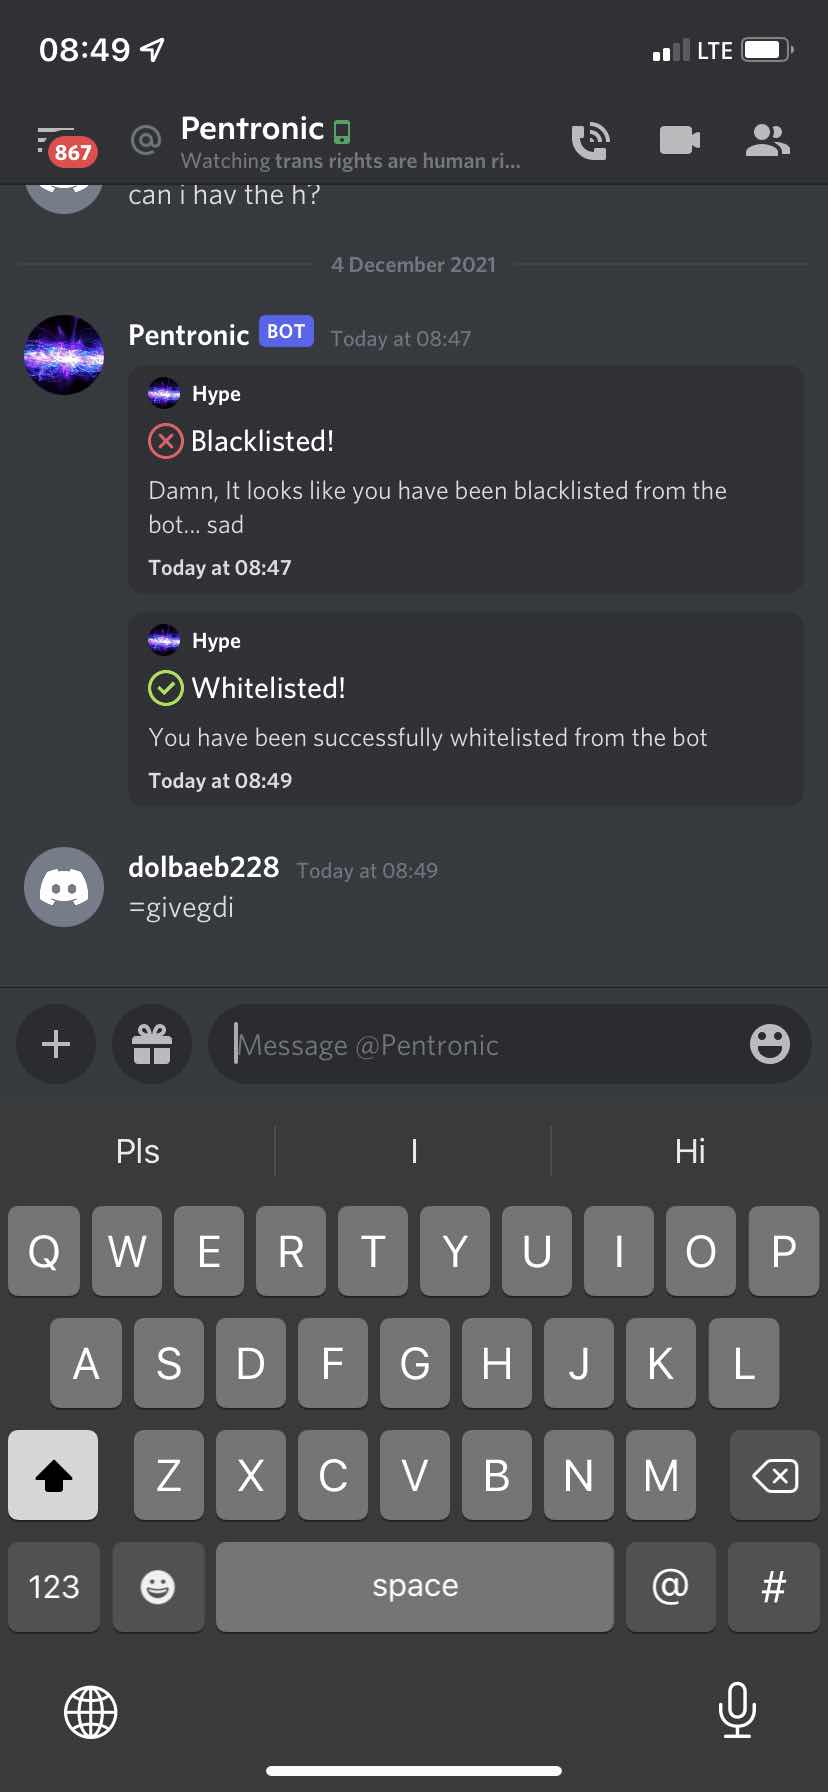 08:49
LTE
867
@ Pentronic
Watching trans rights are human ri...
can i hav the h?
4 December 2021
Pentronic BOT Today at 08:47
Hype
Blacklisted!
Damn, It looks like you have been blacklisted from the
bot... sad
Today at 08:47
Hype
Whitelisted!
You have been successfully whitelisted from the bot
Today at 08:49
dolbaeb228 Today at 08:49
=givegdi
Message @Pentronic
Pls I Hi
Q W E R T Y U I O P
A S D F G H J K L
Z X C V B N M
123 space @ #